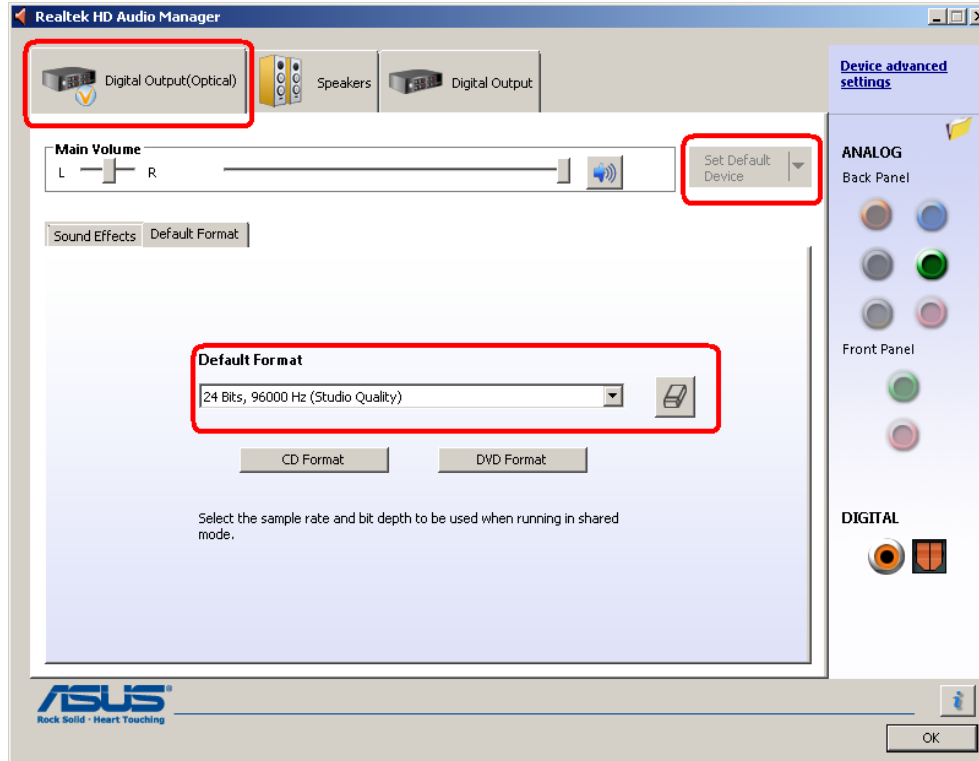 Realtek HD Audio Manager
Digital Output(Optical)
Speakers
Digital Output
Device advanced
settings
Main Volume
L
R
Set Default
Device
ANALOG
Back Panel
Sound Effects
Default Format
Default Format
24 Bits, 96000 Hz (Studio Quality)
Front Panel
CD Format
DVD Format
Select the sample rate and bit depth to be used when running in shared
mode.
DIGITAL
ASUS
Rock Solid · Heart Touching
i
OK